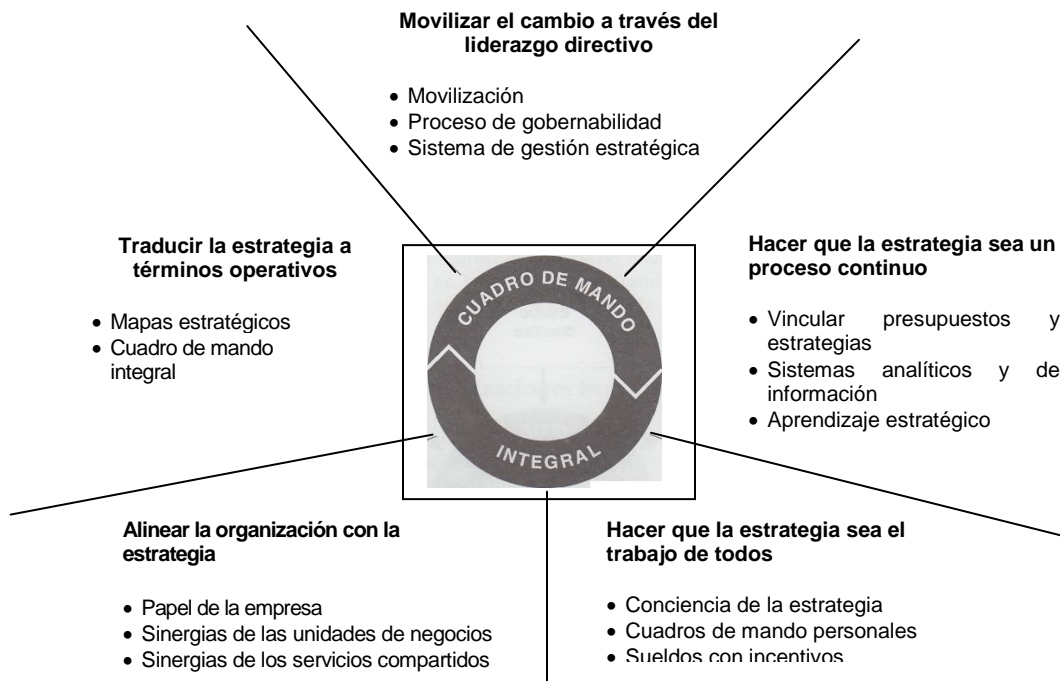 Movilizar el cambio a través del
liderazgo directivo
• Movilización
• Proceso de gobernabilidad
• Sistema de gestión estratégica
Traducir la estrategia a
términos operativos
• Mapas estratégicos
• Cuadro de mando
integral
CUADRO DE MANDO
INTEGRAL
Hacer que la estrategia sea un
proceso continuo
• Vincular presupuestos y
estrategias
• Sistemas analíticos y de
información
• Aprendizaje estratégico
Alinear la organización con la
estrategia
• Papel de la empresa
• Sinergias de las unidades de negocios
• Sinergias de los servicios compartidos
Hacer que la estrategia sea el
trabajo de todos
• Conciencia de la estrategia
• Cuadros de mando personales
• Sueldos con incentivos